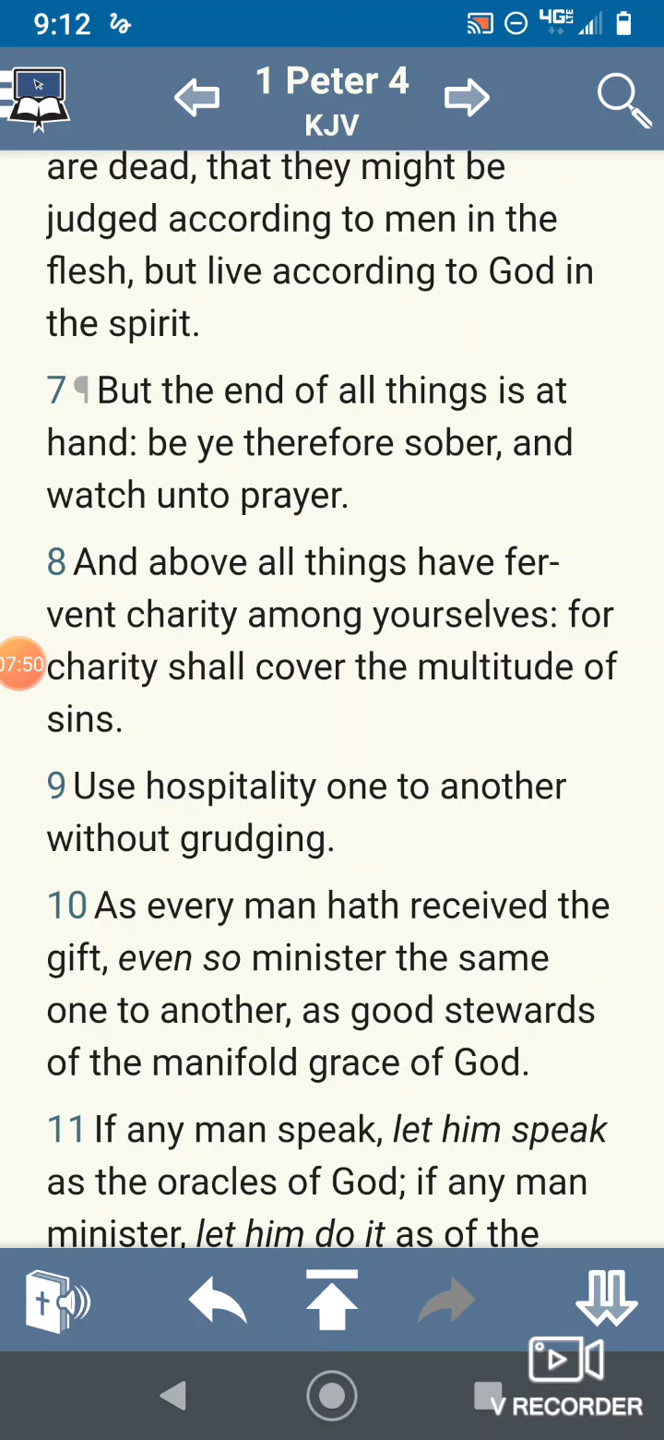 9:12
4G LTE
1 Peter 4
KJV
are dead, that they might be
judged according to men in the
flesh, but live according to God in
the spirit.
7 ¶ But the end of all things is at
hand: be ye therefore sober, and
watch unto prayer.
8 And above all things have fer-
vent charity among yourselves: for
07:50
charity shall cover the multitude of
sins.
9 Use hospitality one to another
without grudging.
10 As every man hath received the
gift, even so minister the same
one to another, as good stewards
of the manifold grace of God.
11 If any man speak, let him speak
as the oracles of God; if any man
minister, let him do it as of the
V RECORDER